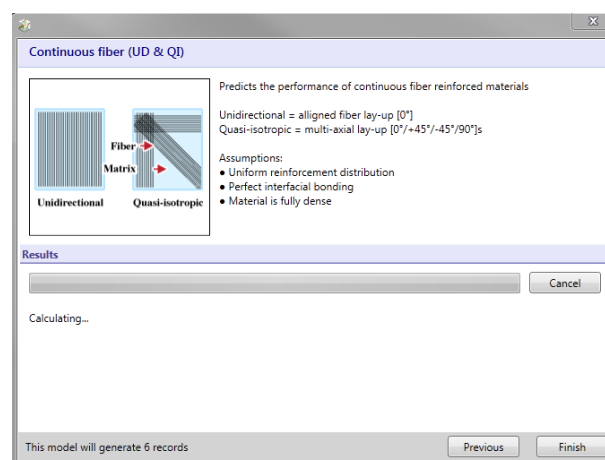 Continuous fiber (UD & QI)
Predicts the performance of continuous fiber reinforced materials
Unidirectional = alligned fiber lay-up [0°]
Quasi-isotropic = multi-axial lay-up [0°/+45°/-45°/90°]s
Assumptions:
● Uniform reinforcement distribution
● Perfect interfacial bonding
● Material is fully dense
Fiber
Matrix
Unidirectional Quasi-isotropic
Results
Cancel
Calculating...
This model will generate 6 records
Previous Finish